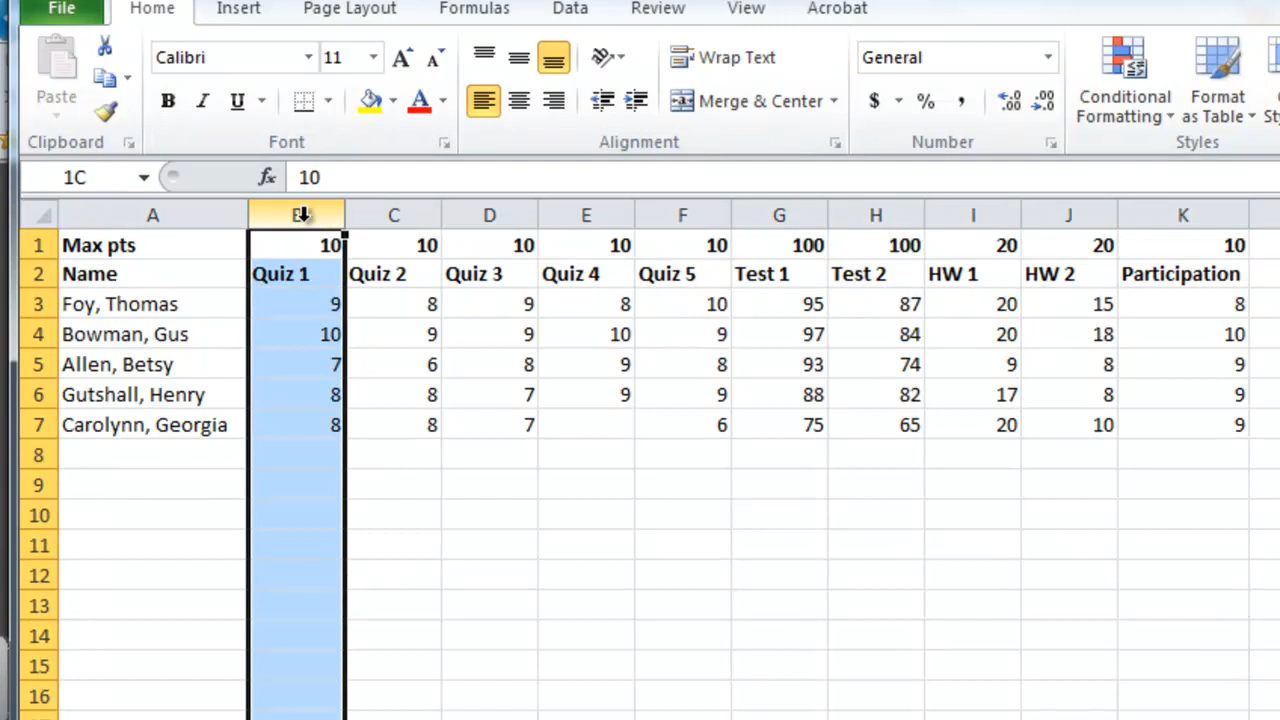 File Home Insert Page Layout Formulas Data Review View Acrobat
Calibri 11 Wrap Text General
Paste B I U Merge & Center $ % , Conditional Formatting Format as Table
Clipboard Font Alignment Number Styles
1C fx 10
A C D E F G H I J K
1 Max pts 10 10 10 10 10 100 100 20 20 10
2 Name Quiz 1 Quiz 2 Quiz 3 Quiz 4 Quiz 5 Test 1 Test 2 HW 1 HW 2 Participation
3 Foy, Thomas 9 8 9 8 10 95 87 20 15 8
4 Bowman, Gus 10 9 9 10 9 97 84 20 18 10
5 Allen, Betsy 7 6 8 9 8 93 74 9 8 9
6 Gutshall, Henry 8 8 7 9 9 88 82 17 8 9
7 Carolynn, Georgia 8 8 7 6 75 65 20 10 9
8
9
10
11
12
13
14
15
16